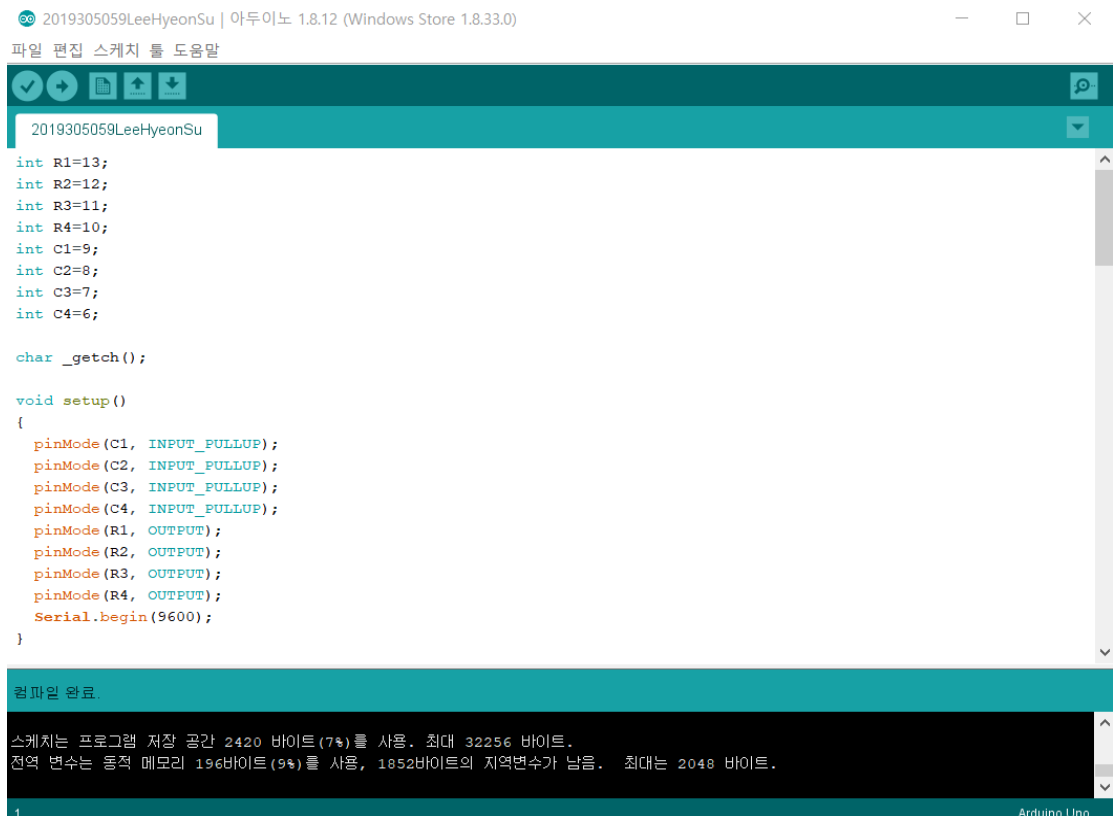 2019305059LeeHyeonSu | 아두이노 1.8.12 (Windows Store 1.8.33.0)
파일 편집 스케치 툴 도움말
2019305059LeeHyeonSu
int R1=13;
int R2=12;
int R3=11;
int R4=10;
int C1=9;
int C2=8;
int C3=7;
int C4=6;
char _getch();
void setup()
{
pinMode(C1, INPUT_PULLUP);
pinMode(C2, INPUT_PULLUP);
pinMode(C3, INPUT_PULLUP);
pinMode(C4, INPUT_PULLUP);
pinMode(R1, OUTPUT);
pinMode(R2, OUTPUT);
pinMode(R3, OUTPUT);
pinMode(R4, OUTPUT);
Serial.begin(9600);
}
컴파일 완료.
스케치는 프로그램 저장 공간 2420 바이트(7%)를 사용. 최대 32256 바이트.
전역 변수는 동적 메모리 196바이트(9%)를 사용, 1852바이트의 지역변수가 남음. 최대는 2048 바이트.
1 Arduino Uno